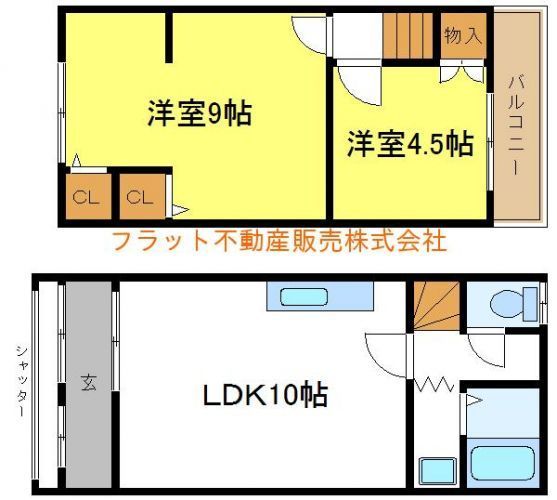 物入
洋室9帖
洋室4.5帖
バルコニー
CL
CL
フラット不動産販売株式会社
シャッター
玄
LDK10帖